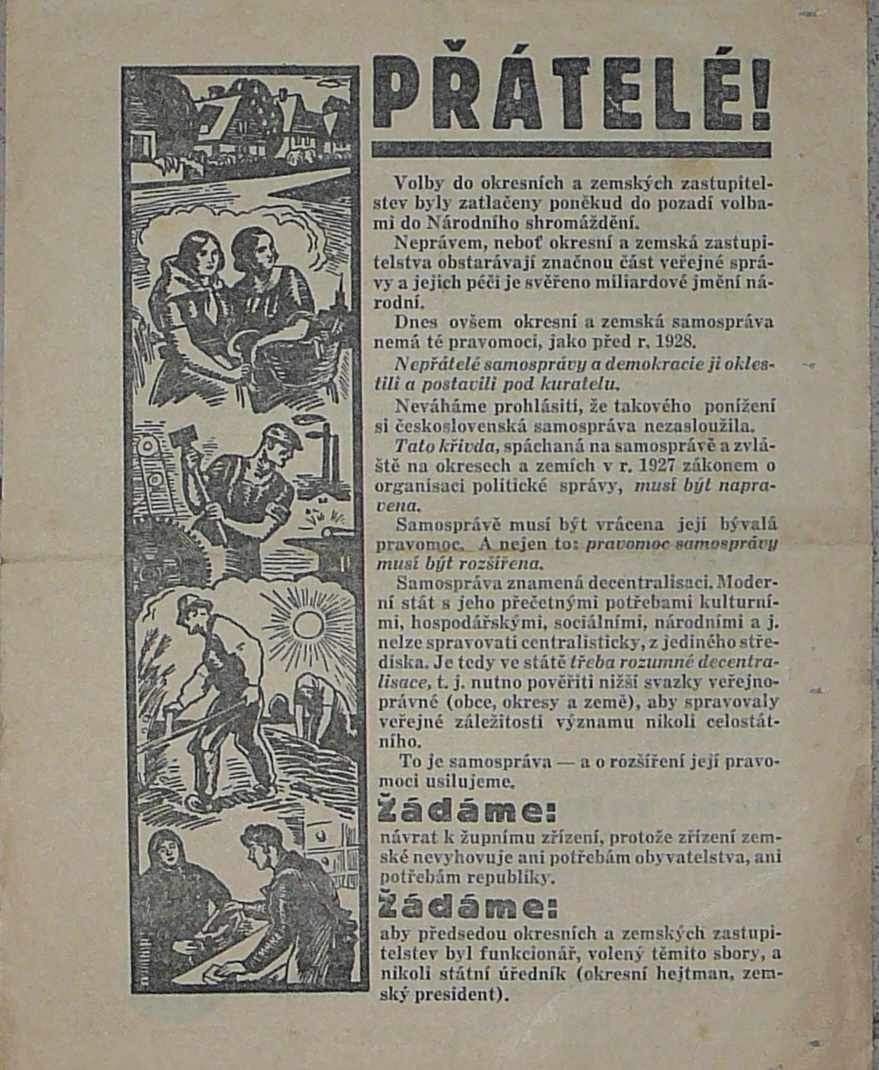 PŘÁTELÉ!
Volby do okresních a zemských zastupitel-
stev byly zatlačeny poněkud do pozadí volba-
mi do Národního shromáždění.
Neprávem, neboť okresní a zemská zastupi-
telstva obstarávají značnou část veřejné sprá-
vy a jejich péči je svěřeno miliardové jmění ná-
rodní.
Dnes ovšem okresní a zemská samospráva
nemá té pravomoci, jako před r. 1928.
Nepřátelé samosprávy a demokracie ji okles-
tili a postavili pod kuratelu.
Neváháme prohlásiti, že takového ponížení
si československá samospráva nezasloužila.
Tato křivda, spáchaná na samosprávě a zvlá-
ště na okresech a zemích v r. 1927 zákonem o
organisaci politické správy, musí být napra-
vena.
Samosprávě musí být vrácena její bývalá
pravomoc. A nejen to: pravomoc samosprávy
musí být rozšířena.
Samospráva znamená decentralisaci. Moder-
ní stát s jeho přečetnými potřebami kulturní-
mi, hospodářskými, sociálními, národními a j.
nelze spravovati centralisticky, z jediného stře-
diska. Je tedy ve státě třeba rozumné decentra-
lisace, t. j. nutno pověřiti nižší svazky veřejno-
právné (obce, okresy a země), aby spravovaly
veřejné záležitosti významu nikoli celostát-
ního.
To je samospráva — a o rozšíření její pravo-
moci usilujeme.
Žádáme:
návrat k župnímu zřízení, protože zřízení zem-
ské nevyhovuje ani potřebám obyvatelstva, ani
potřebám republiky.
Žádáme:
aby předsedou okresních a zemských zastupi-
telstev byl funkcionář, volený těmito sbory, a
nikoli státní úředník (okresní hejtman, zem-
ský president).